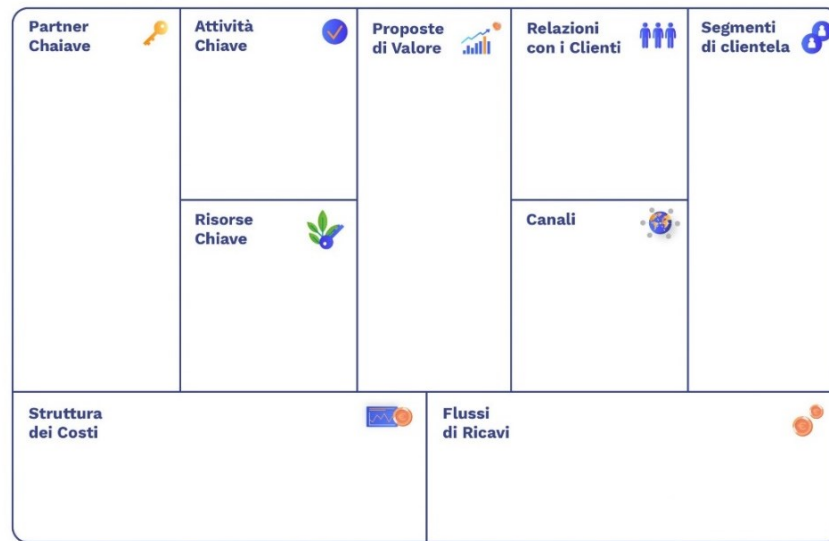 Partner
Chaiave
Attività
Chiave
Proposte
di Valore
Relazioni
con i Clienti
Segmenti
di clientela
Risorse
Chiave
Canali
Struttura
dei Costi
Flussi
di Ricavi